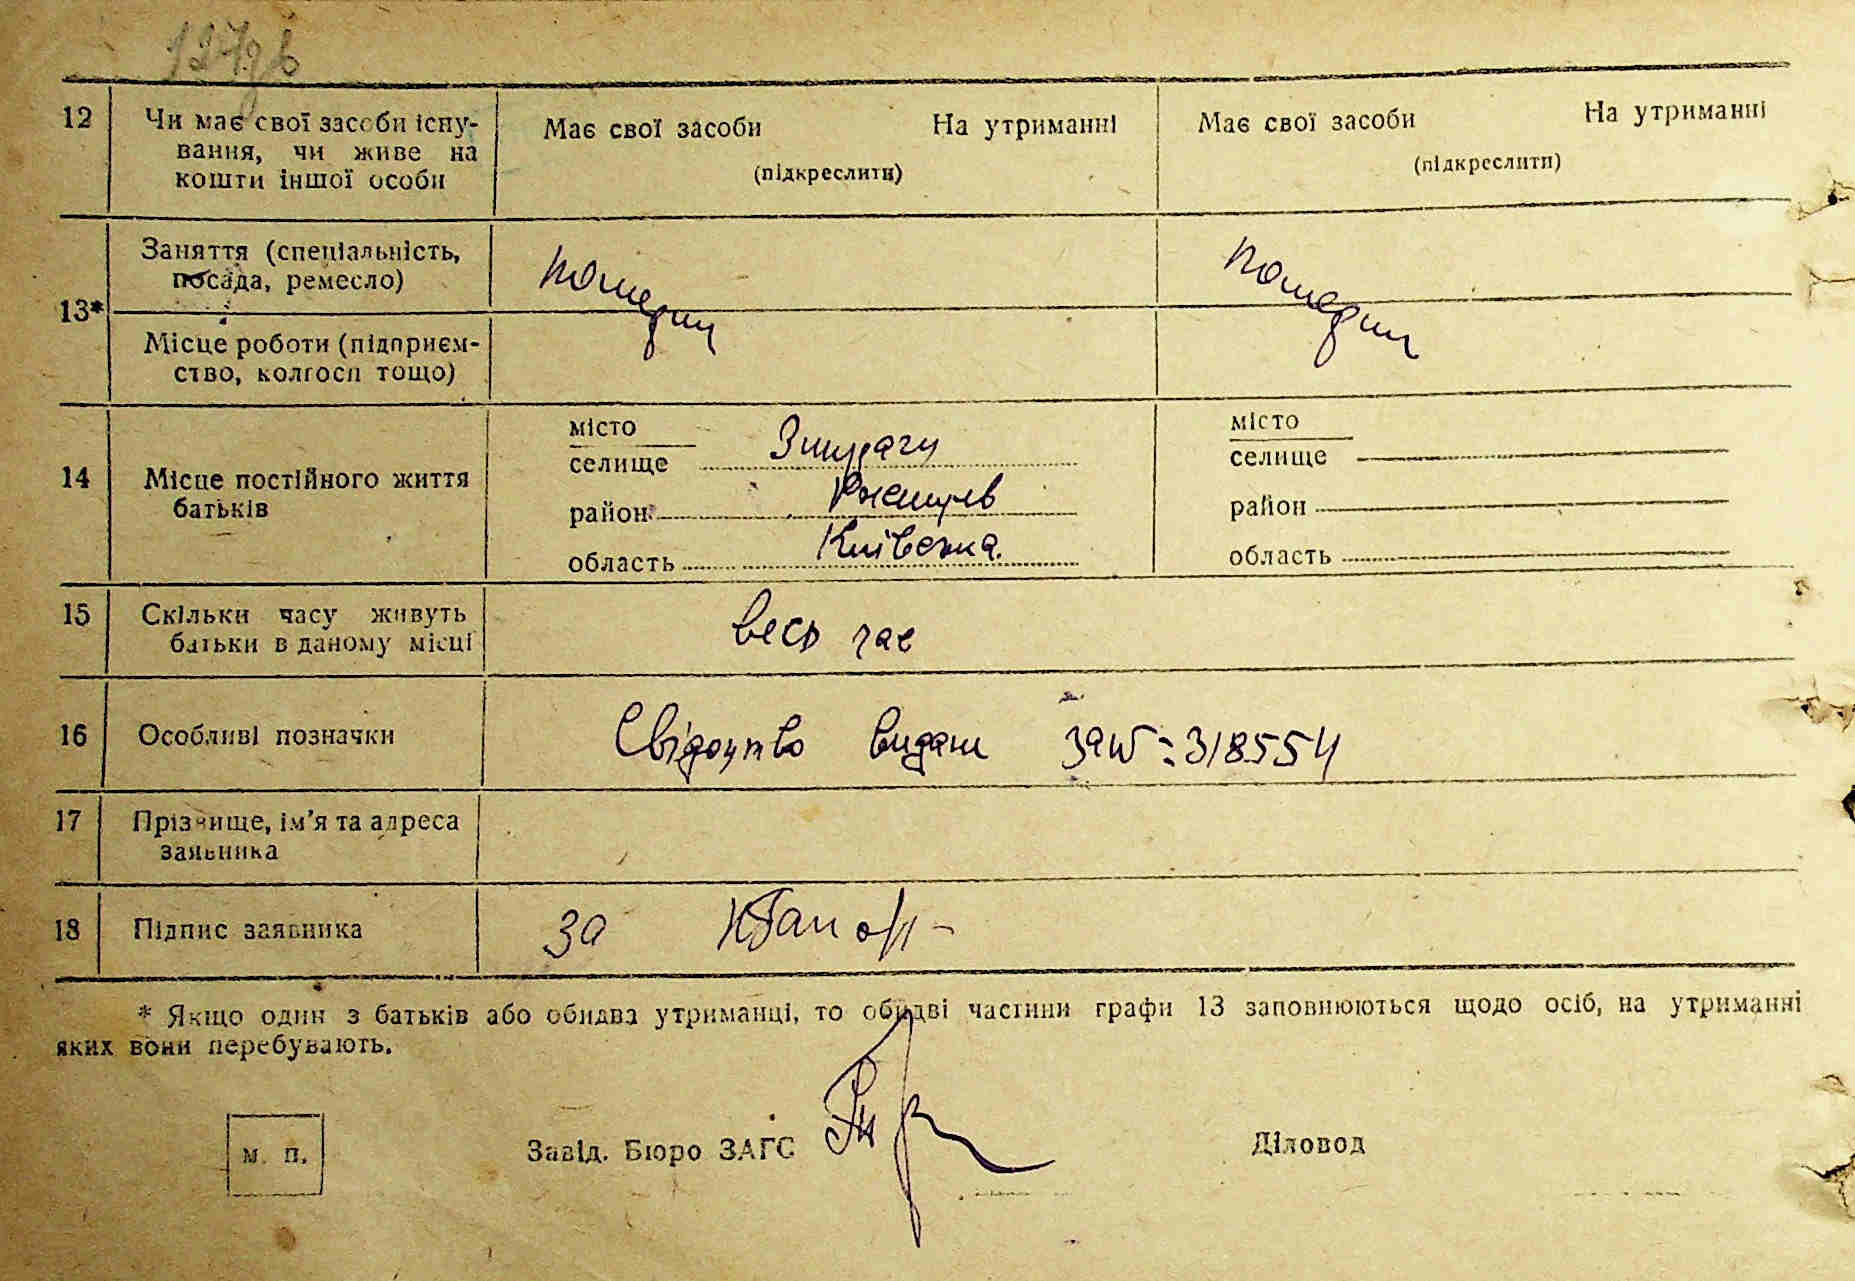 127зв
12 Чи має свої засоби існу- Має свої засоби На утриманні Має свої засоби На утриманні
вання, чи живе на (підкреслити) (підкреслити)
кошти іншої особи
Заняття (спеціальність,
посада, ремесло)
13*
Місце роботи (підприєм-
ство, колгосп тощо)
місто місто
селище селище
14 Місце постійного життя
батьків
район район
область Київська область
15 Скільки часу живуть весь час
батьки в даному місці
16 Особливі позначки Свідоцтво видане за № 318554
17 Прізвище, ім'я та адреса
заявника
18 Підпис заявника за
* Якщо один з батьків або обидва утриманці, то обидві частини графи 13 заповнюються щодо осіб, на утриманні
яких вони перебувають.
м. п. Завід. Бюро ЗАГС Діловод